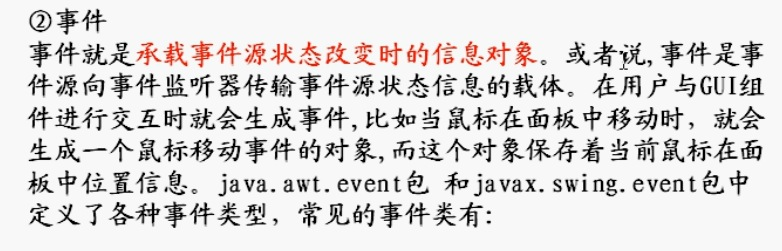 ②事件
事件就是承载事件源状态改变时的信息对象。或者说,事件是事
件源向事件监听器传输事件源状态信息的载体。在用户与GUI组
件进行交互时就会生成事件,比如当鼠标在面板中移动时，就会
生成一个鼠标移动事件的对象,而这个对象保存着当前鼠标在面
板中位置信息。java.awt.event包 和javax.swing.event包中
定义了各种事件类型，常见的事件类有: